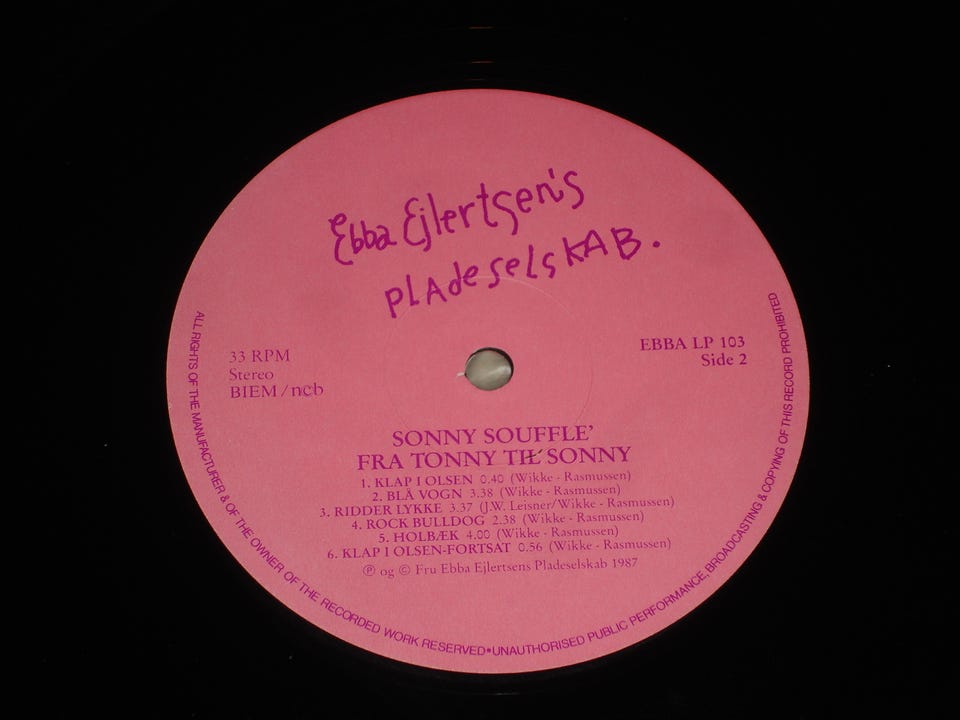 Ebba Ejlertsen's
pladeselskAB.
33 RPM
Stereo
BIEM/ncb
EBBA LP 103
Side 2
SONNY SOUFFLE'
FRA TONNY TIL SONNY
1. KLAP I OLSEN 0.40 (Wikke - Rasmussen)
2. BLÅ VOGN 3.38 (Wikke - Rasmussen)
3. RIDDER LYKKE 3.37 (J.W. Leisner/Wikke - Rasmussen)
4. ROCK BULLDOG 2.38 (Wikke - Rasmussen)
5. HOLBÆK 4.00 (Wikke - Rasmussen)
6. KLAP I OLSEN-FORTSAT 0.56 (Wikke - Rasmussen)
℗ og © Fru Ebba Ejlertsens Pladeselskab 1987
ALL RIGHTS OF THE MANUFACTURER & OF THE OWNER OF THE RECORDED WORK RESERVED*UNAUTHORISED PUBLIC PERFORMANCE, BROADCASTING & COPYING OF THIS RECORD PROHIBITED